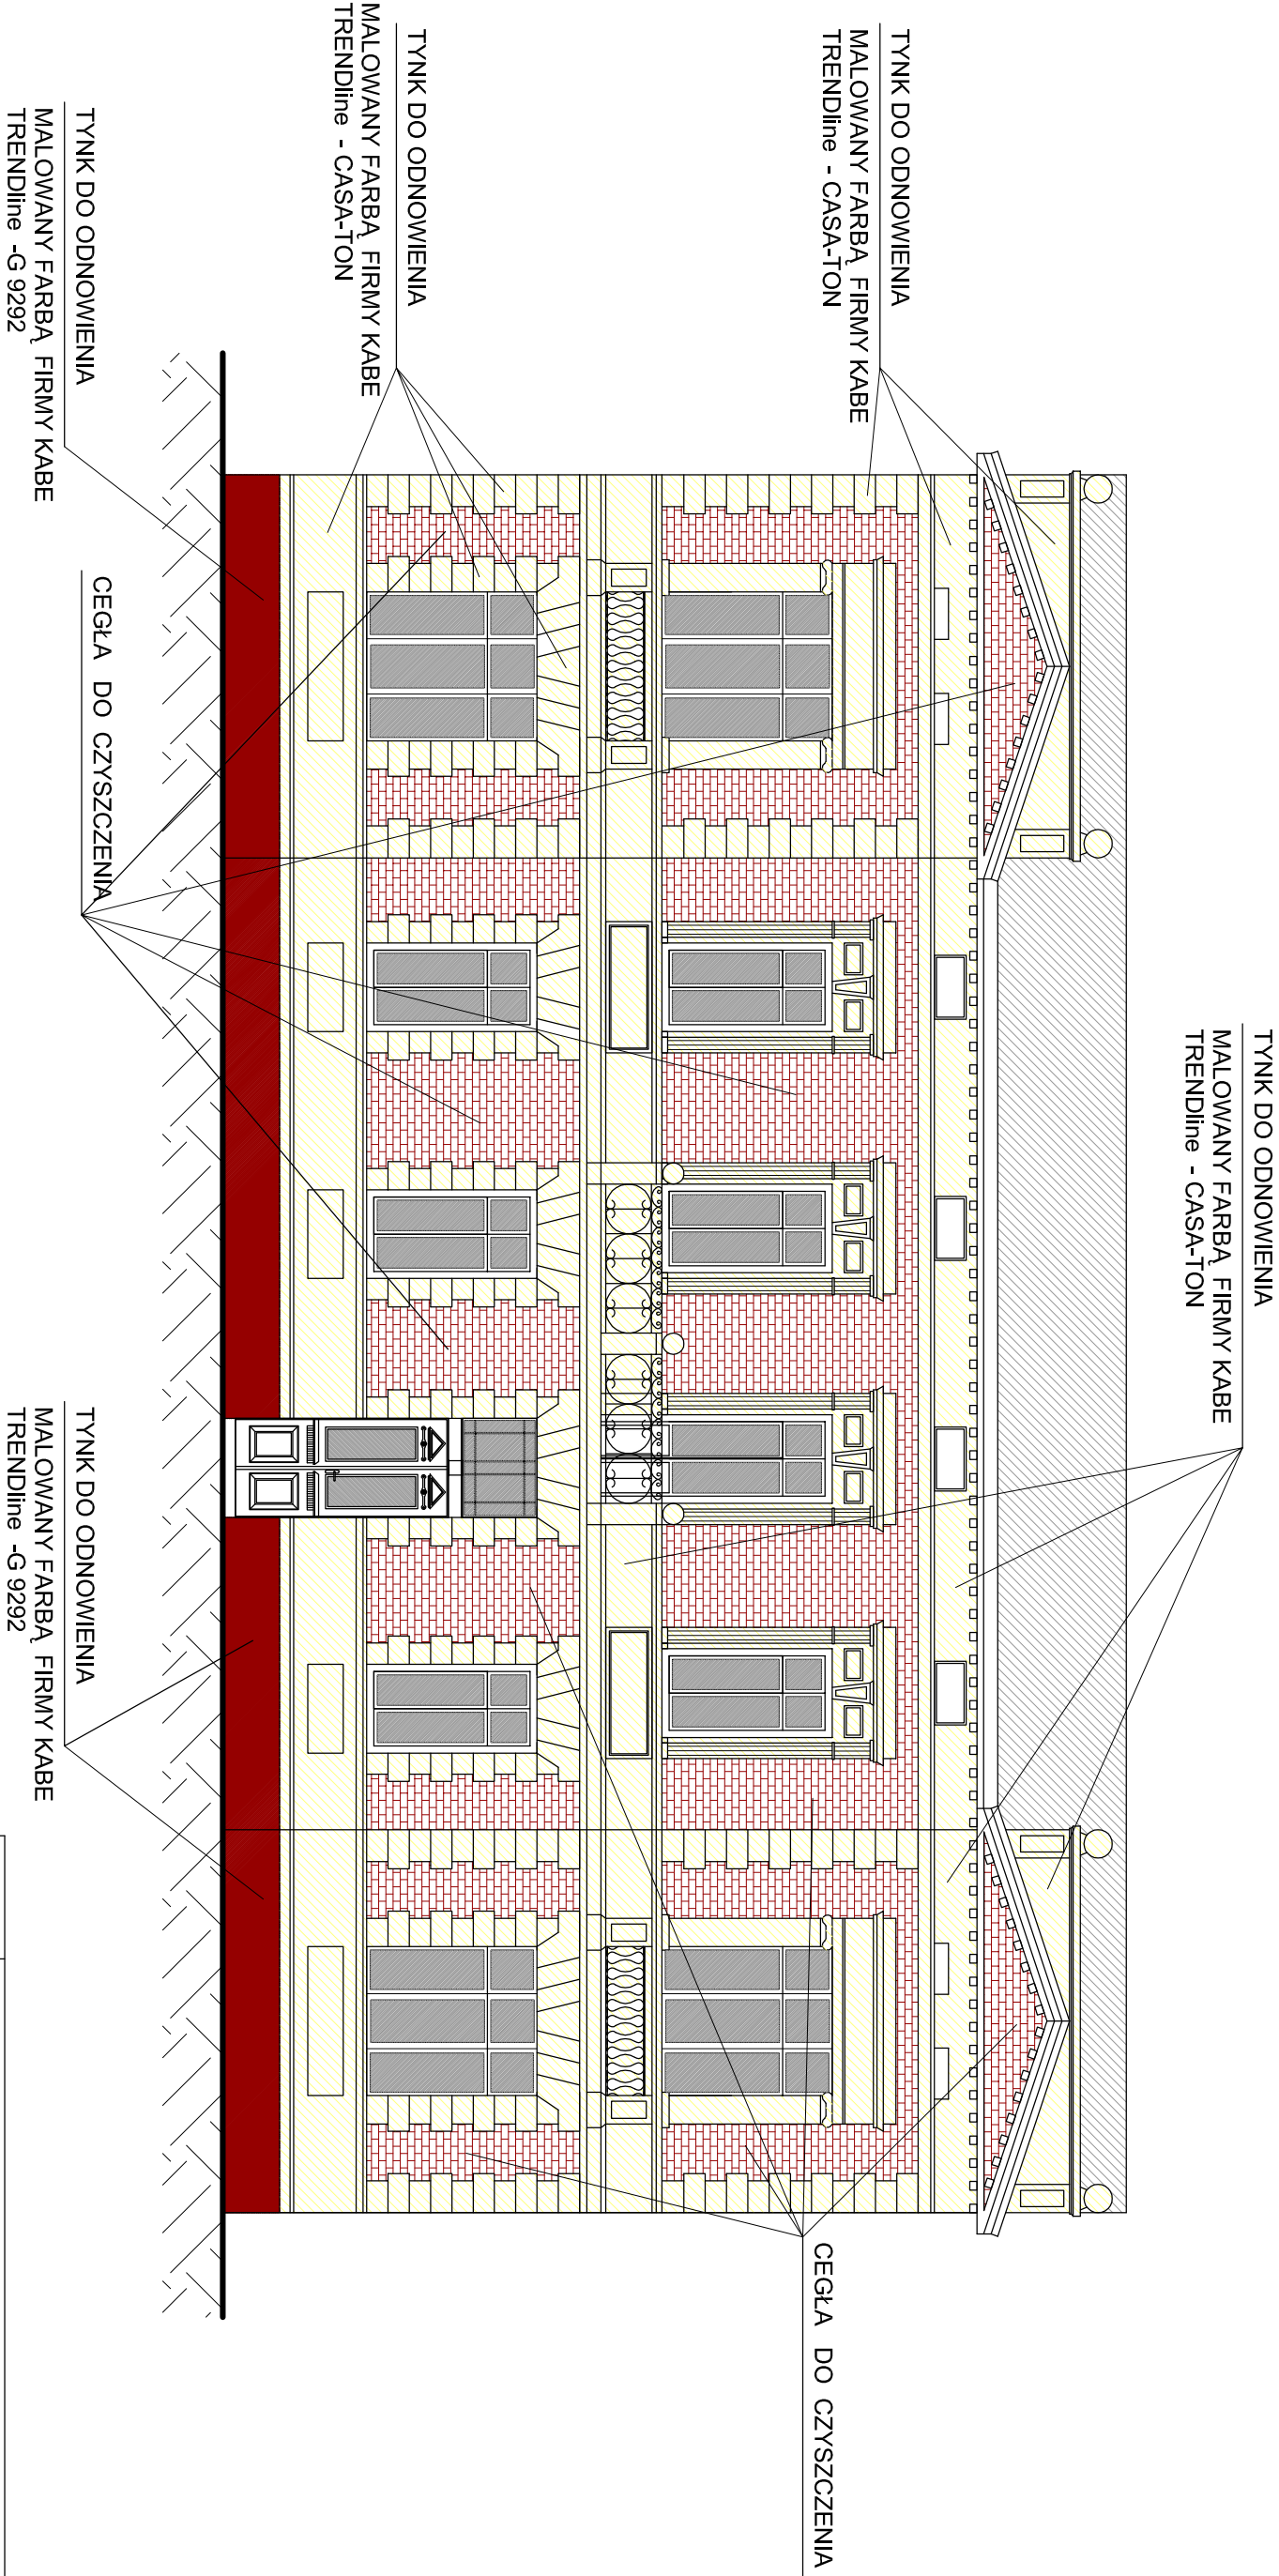 TYNK DO ODNOWIENIA
MALOWANY FARBĄ FIRMY KABE
TRENDline - CASA-TON
TYNK DO ODNOWIENIA
MALOWANY FARBĄ FIRMY KABE
TRENDline - CASA-TON
TYNK DO ODNOWIENIA
MALOWANY FARBĄ FIRMY KABE
TRENDline - CASA-TON
CEGŁA DO CZYSZCZENIA
TYNK DO ODNOWIENIA
MALOWANY FARBĄ FIRMY KABE
TRENDline -G 9292
CEGŁA DO CZYSZCZENIA
TYNK DO ODNOWIENIA
MALOWANY FARBĄ FIRMY KABE
TRENDline -G 9292